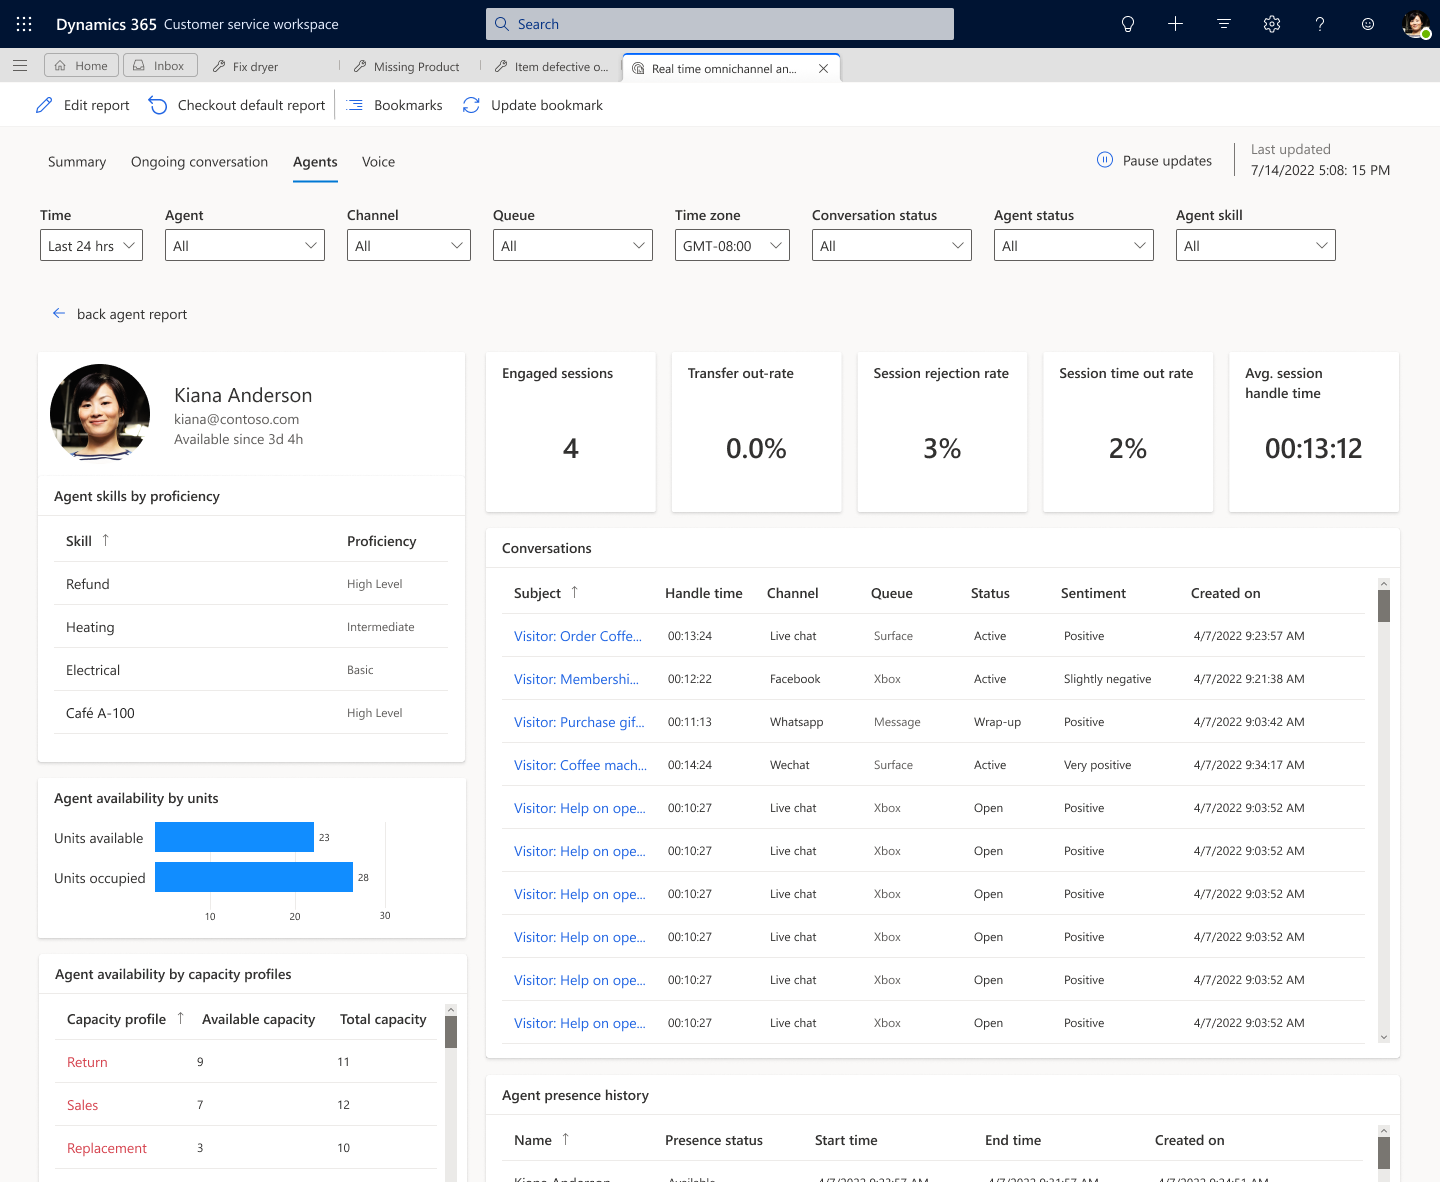 Dynamics 365 Customer service workspace
Search
Home
Inbox
Fix dryer
Missing Product
Item defective o...
Real time omnichannel an...
Edit report
Checkout default report
Bookmarks
Update bookmark
Summary
Ongoing conversation
Agents
Voice
Pause updates
Last updated
7/14/2022 5:08: 15 PM
Time
Agent
Channel
Queue
Time zone
Conversation status
Agent status
Agent skill
Last 24 hrs
All
All
All
GMT-08:00
All
All
All
back agent report
Kiana Anderson
kiana@contoso.com
Available since 3d 4h
Agent skills by proficiency
Skill Proficiency
Refund High Level
Heating Intermediate
Electrical Basic
Café A-100 High Level
Agent availability by units
Units available 23
Units occupied 28
10 20 30
Agent availability by capacity profiles
Capacity profile Available capacity Total capacity
Return 9 11
Sales 7 12
Replacement 3 10
Engaged sessions
4
Transfer out-rate
0.0%
Session rejection rate
3%
Session time out rate
2%
Avg. session
handle time
00:13:12
Conversations
Subject Handle time Channel Queue Status Sentiment Created on
Visitor: Order Coffe... 00:13:24 Live chat Surface Active Positive 4/7/2022 9:23:57 AM
Visitor: Membershi... 00:12:22 Facebook Xbox Active Slightly negative 4/7/2022 9:21:38 AM
Visitor: Purchase gif... 00:11:13 Whatsapp Message Wrap-up Positive 4/7/2022 9:03:42 AM
Visitor: Coffee mach... 00:14:24 Wechat Surface Active Very positive 4/7/2022 9:34:17 AM
Visitor: Help on ope... 00:10:27 Live chat Xbox Open Positive 4/7/2022 9:03:52 AM
Visitor: Help on ope... 00:10:27 Live chat Xbox Open Positive 4/7/2022 9:03:52 AM
Visitor: Help on ope... 00:10:27 Live chat Xbox Open Positive 4/7/2022 9:03:52 AM
Visitor: Help on ope... 00:10:27 Live chat Xbox Open Positive 4/7/2022 9:03:52 AM
Visitor: Help on ope... 00:10:27 Live chat Xbox Open Positive 4/7/2022 9:03:52 AM
Visitor: Help on ope... 00:10:27 Live chat Xbox Open Positive 4/7/2022 9:03:52 AM
Agent presence history
Name Presence status Start time End time Created on
Kiana Anderson Available